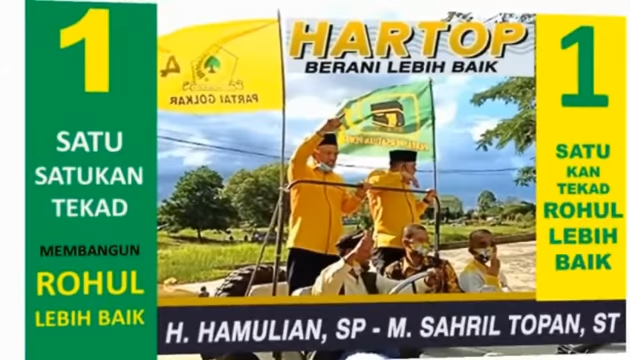 1
SATU
SATUKAN
TEKAD
MEMBANGUN
ROHUL
LEBIH BAIK
HARTOP
BERANI LEBIH BAIK
4
PARTAI GOLKAR
1
SATU
KAN
TEKAD
ROHUL
LEBIH
BAIK
H. HAMULIAN, SP - M. SAHRIL TOPAN, ST